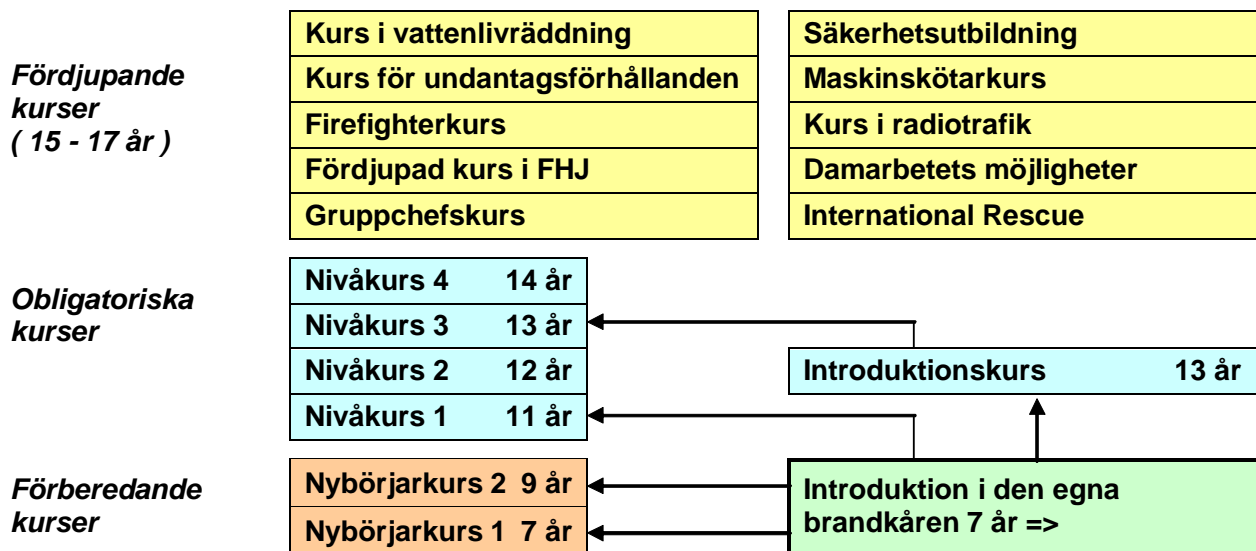 Fördjupande
kurser
( 15 - 17 år )
Kurs i vattenlivräddning
Kurs för undantagsförhållanden
Firefighterkurs
Fördjupad kurs i FHJ
Gruppchefskurs
Säkerhetsutbildning
Maskinskötarkurs
Kurs i radiotrafik
Damarbetets möjligheter
International Rescue
Obligatoriska
kurser
Nivåkurs 4 14 år
Nivåkurs 3 13 år
Nivåkurs 2 12 år
Nivåkurs 1 11 år
Introduktionskurs 13 år
Förberedande
kurser
Nybörjarkurs 2 9 år
Nybörjarkurs 1 7 år
Introduktion i den egna
brandkåren 7 år =>